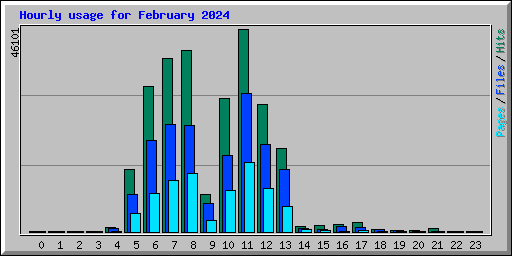 Hourly usage for February 2024
46101
Pages / Files / Hits
0 1 2 3 4 5 6 7 8 9 10 11 12 13 14 15 16 17 18 19 20 21 22 23